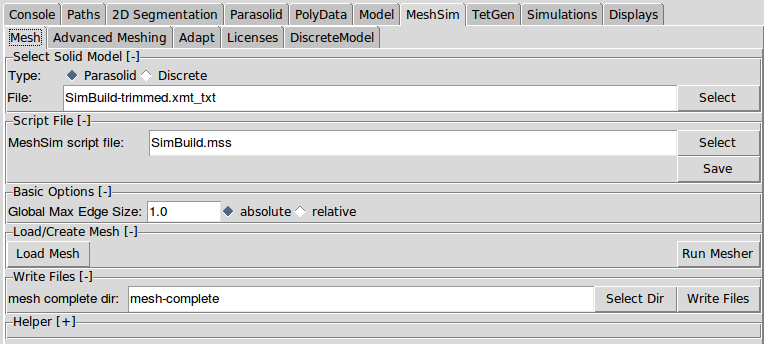 Console Paths 2D Segmentation Parasolid PolyData Model MeshSim TetGen Simulations Displays
Mesh Advanced Meshing Adapt Licenses DiscreteModel
Select Solid Model [-]
Type: Parasolid Discrete
File: SimBuild-trimmed.xmt_txt Select
Script File [-]
MeshSim script file: SimBuild.mss Select
Save
Basic Options [-]
Global Max Edge Size: 1.0 absolute relative
Load/Create Mesh [-]
Load Mesh Run Mesher
Write Files [-]
mesh complete dir: mesh-complete Select Dir Write Files
Helper [+]